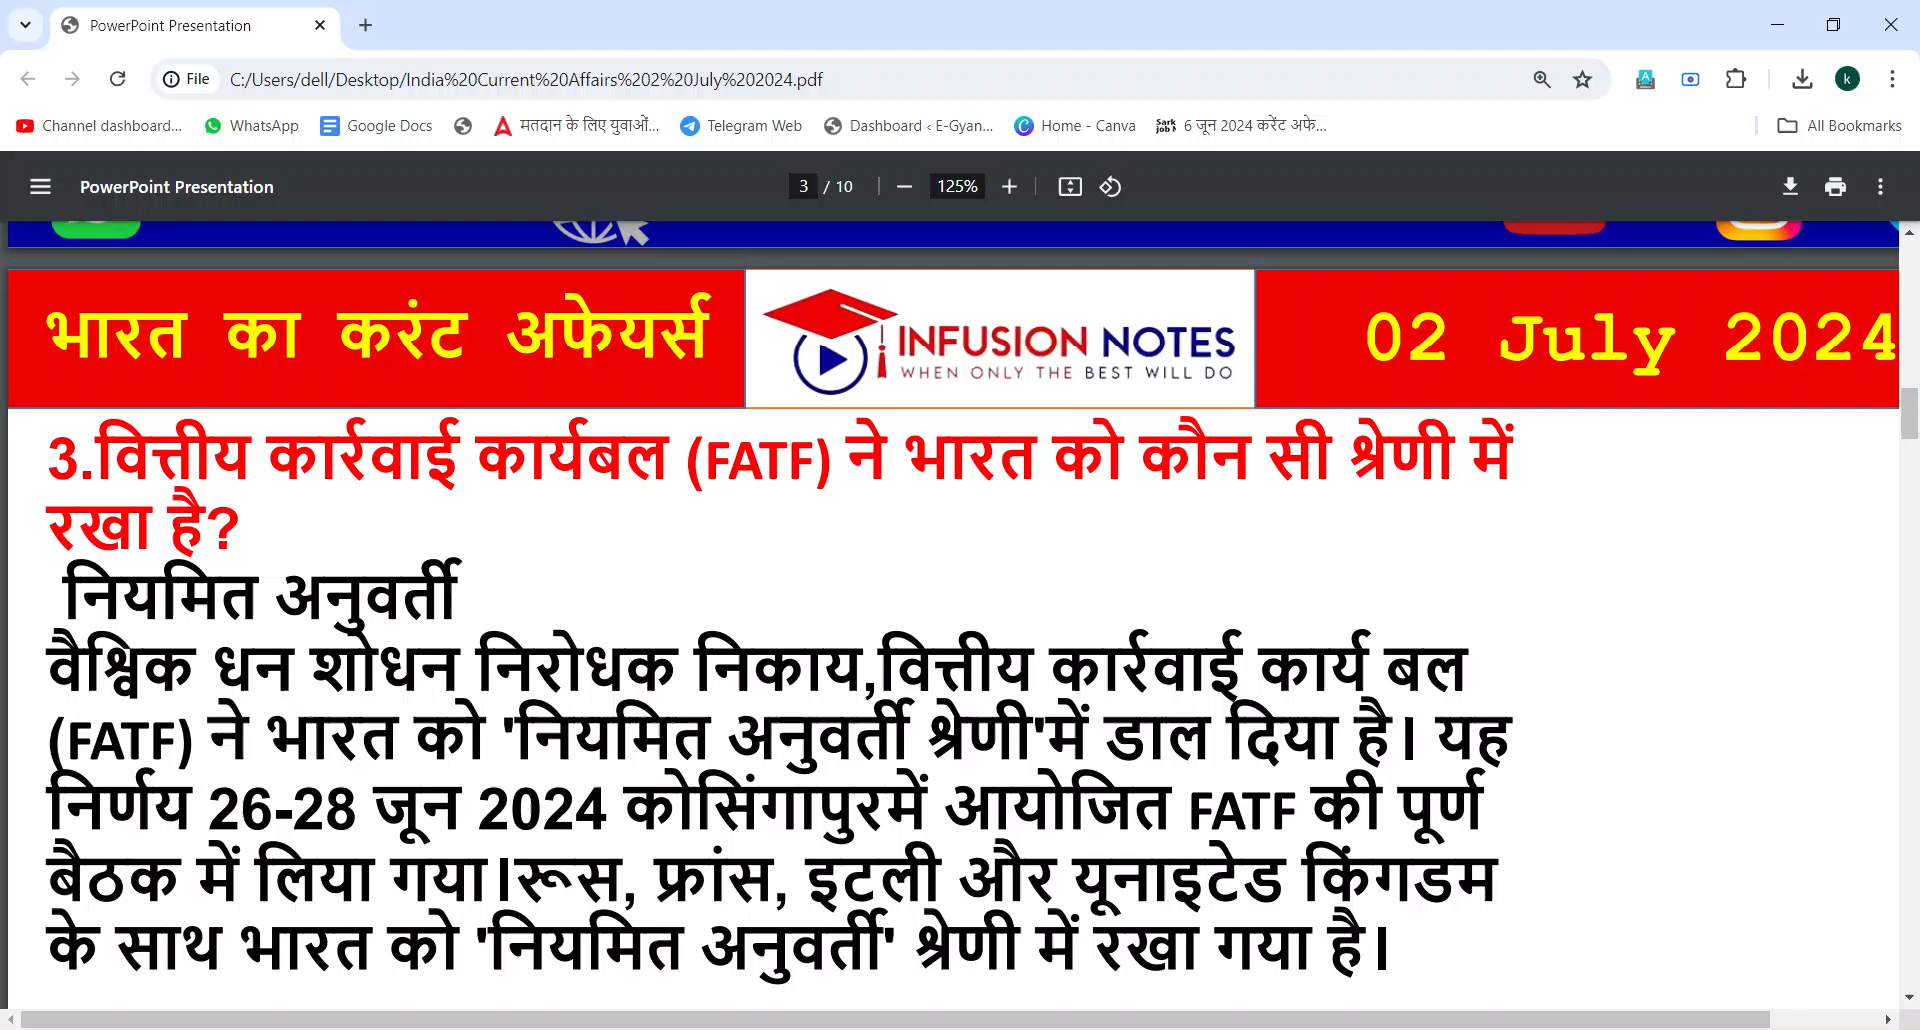 PowerPoint Presentation
File
C:/Users/dell/Desktop/India%20Current%20Affairs%202%20July%202024.pdf
k
Channel dashboard...
WhatsApp
Google Docs
मतदान के लिए युवाओं...
Telegram Web
Dashboard ‹ E-Gyan...
Home - Canva
Sark job
6 जून 2024 करेंट अफे...
All Bookmarks
PowerPoint Presentation
3 / 10
125%
भारत का करंट अफेयर्स
INFUSION NOTES
WHEN ONLY THE BEST WILL DO
02 July 2024
3.वित्तीय कार्रवाई कार्यबल (FATF) ने भारत को कौन सी श्रेणी में
रखा है?
नियमित अनुवर्ती
वैश्विक धन शोधन निरोधक निकाय,वित्तीय कार्रवाई कार्य बल
(FATF) ने भारत को 'नियमित अनुवर्ती श्रेणी'में डाल दिया है। यह
निर्णय 26-28 जून 2024 कोसिंगापुरमें आयोजित FATF की पूर्ण
बैठक में लिया गया।रूस, फ्रांस, इटली और यूनाइटेड किंगडम
के साथ भारत को 'नियमित अनुवर्ती' श्रेणी में रखा गया है।